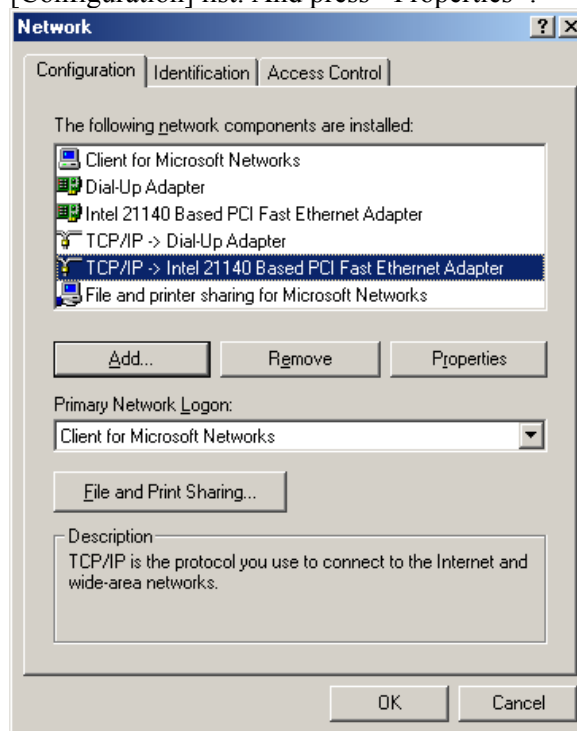 [Configuration] list. And press "Properties".
Network
Configuration Identification Access Control
The following network components are installed:
Client for Microsoft Networks
Dial-Up Adapter
Intel 21140 Based PCI Fast Ethernet Adapter
TCP/IP -> Dial-Up Adapter
TCP/IP -> Intel 21140 Based PCI Fast Ethernet Adapter
File and printer sharing for Microsoft Networks
Add... Remove Properties
Primary Network Logon:
Client for Microsoft Networks
File and Print Sharing...
Description
TCP/IP is the protocol you use to connect to the Internet and
wide-area networks.
OK Cancel